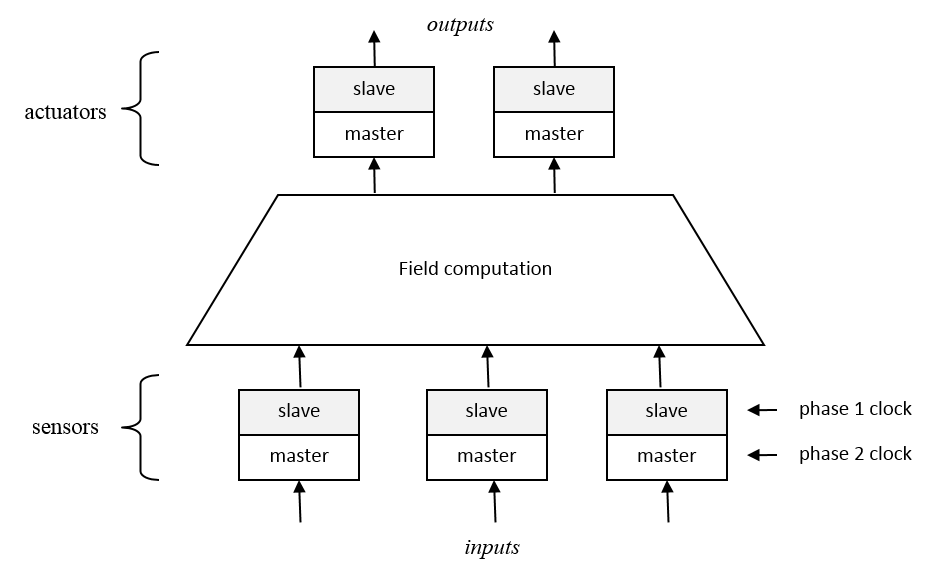 outputs
slave
slave
actuators
master
master
Field computation
slave
slave
slave
phase 1 clock
sensors
master
master
master
phase 2 clock
inputs